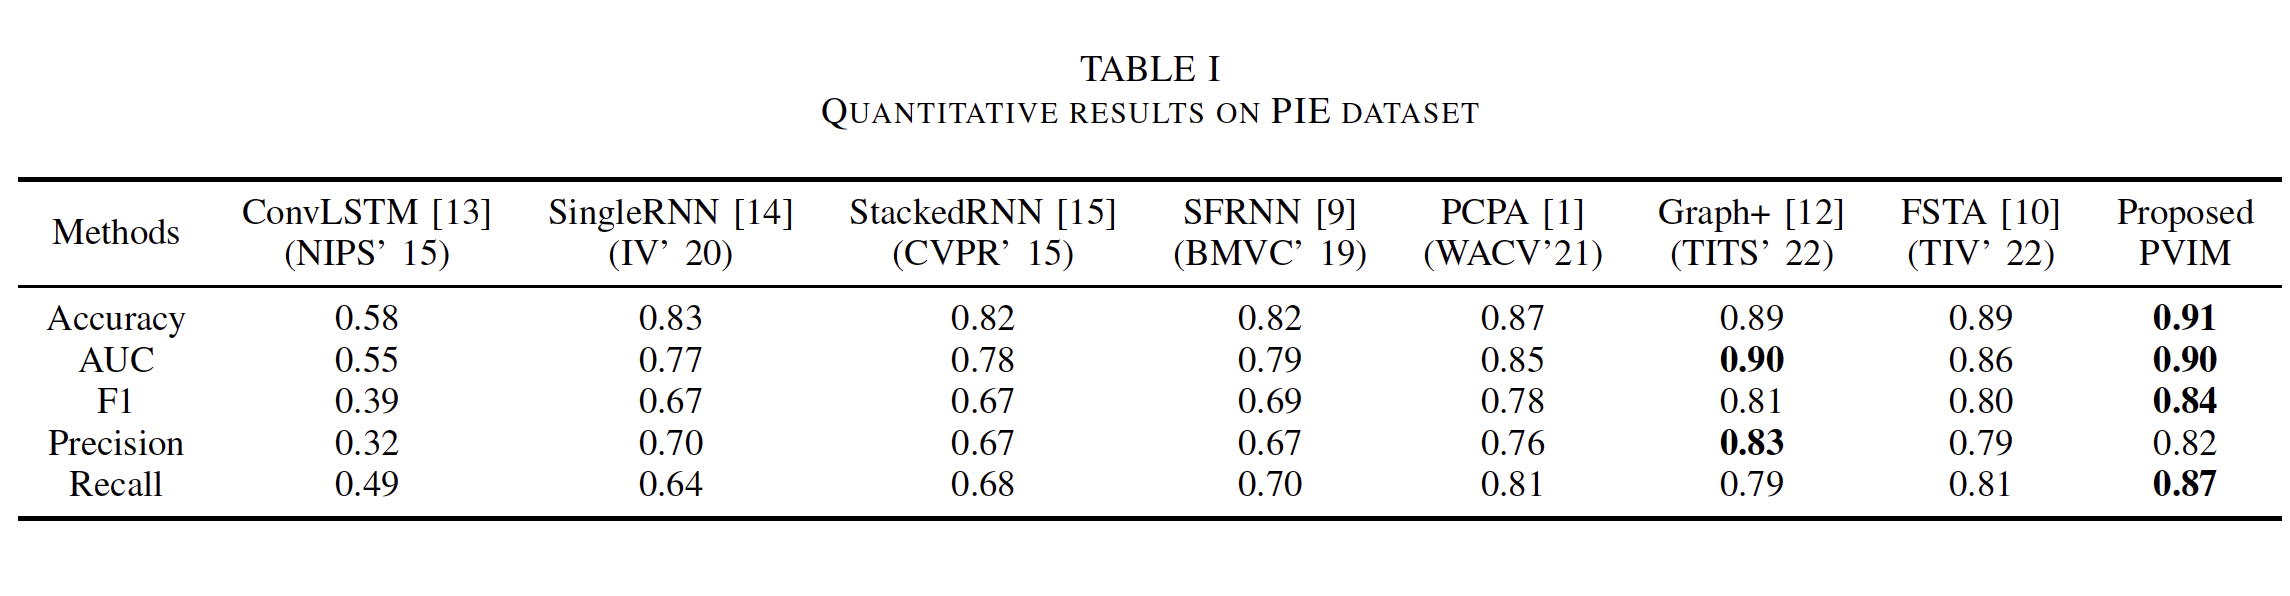 TABLE I
QUANTITATIVE RESULTS ON PIE DATASET
Methods ConvLSTM [13] SingleRNN [14] StackedRNN [15] SFRNN [9] PCPA [1] Graph+ [12] FSTA [10] Proposed
(NIPS’ 15) (IV’ 20) (CVPR’ 15) (BMVC’ 19) (WACV’21) (TITS’ 22) (TIV’ 22) PVIM
Accuracy 0.58 0.83 0.82 0.82 0.87 0.89 0.89 0.91
AUC 0.55 0.77 0.78 0.79 0.85 0.90 0.86 0.90
F1 0.39 0.67 0.67 0.69 0.78 0.81 0.80 0.84
Precision 0.32 0.70 0.67 0.67 0.76 0.83 0.79 0.82
Recall 0.49 0.64 0.68 0.70 0.81 0.79 0.81 0.87